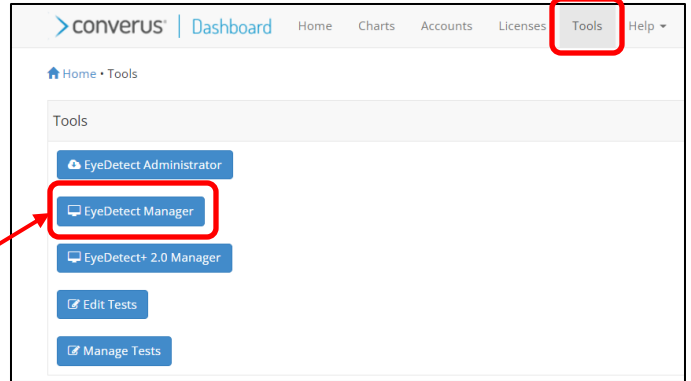 converus® | Dashboard Home Charts Accounts Licenses Tools Help
Home • Tools
Tools
EyeDetect Administrator
EyeDetect Manager
EyeDetect+ 2.0 Manager
Edit Tests
Manage Tests